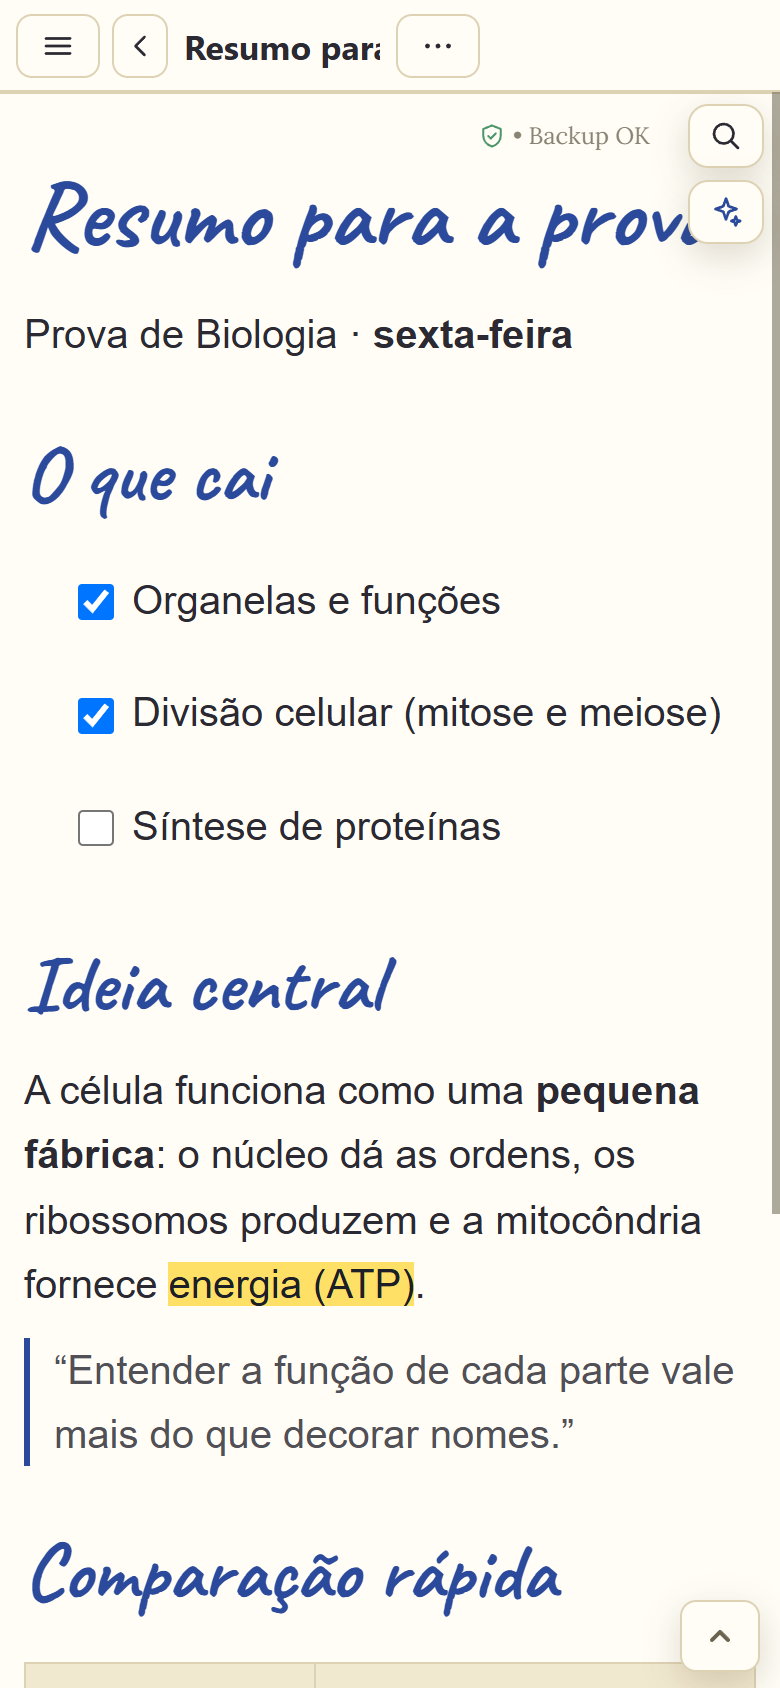 Resumo para
• Backup OK
Resumo para a prova
Prova de Biologia · sexta-feira
O que cai
Organelas e funções
Divisão celular (mitose e meiose)
Síntese de proteínas
Ideia central
A célula funciona como uma pequena
fábrica: o núcleo dá as ordens, os
ribossomos produzem e a mitocôndria
fornece energia (ATP).
“Entender a função de cada parte vale
mais do que decorar nomes.”
Comparação rápida